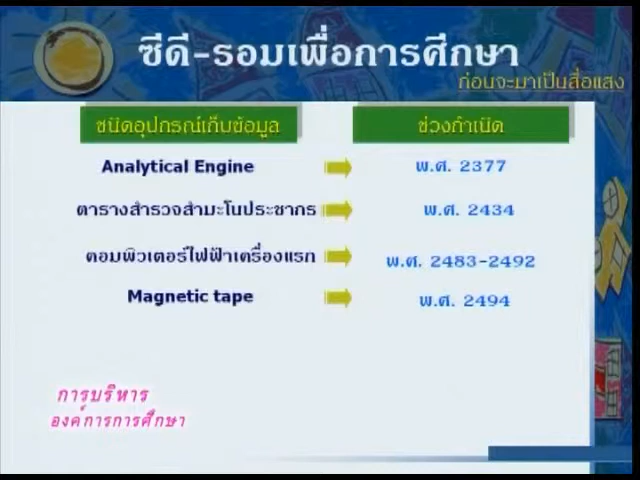 ซีดี-รอมเพื่อการศึกษา
ก่อนจะมาเป็นสื่อแสง
ชนิดอุปกรณ์เก็บข้อมูล
ช่วงกำเนิด
Analytical Engine
พ.ศ. 2377
ตารางสำรวจสำมะโนประชากร
พ.ศ. 2434
คอมพิวเตอร์ไฟฟ้าเครื่องแรก
พ.ศ. 2483-2492
Magnetic tape
พ.ศ. 2494
การบริหาร
องค์การการศึกษา